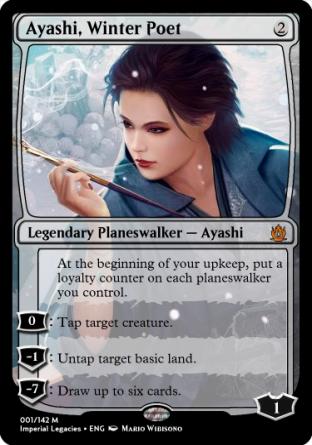 Ayashi, Winter Poet 2
Legendary Planeswalker — Ayashi
At the beginning of your upkeep, put a
loyalty counter on each planeswalker
you control.
0 : Tap target creature.
-1 : Untap target basic land.
-7 : Draw up to six cards.
1
001/142 M
Imperial Legacies • ENG Mario Wibisono